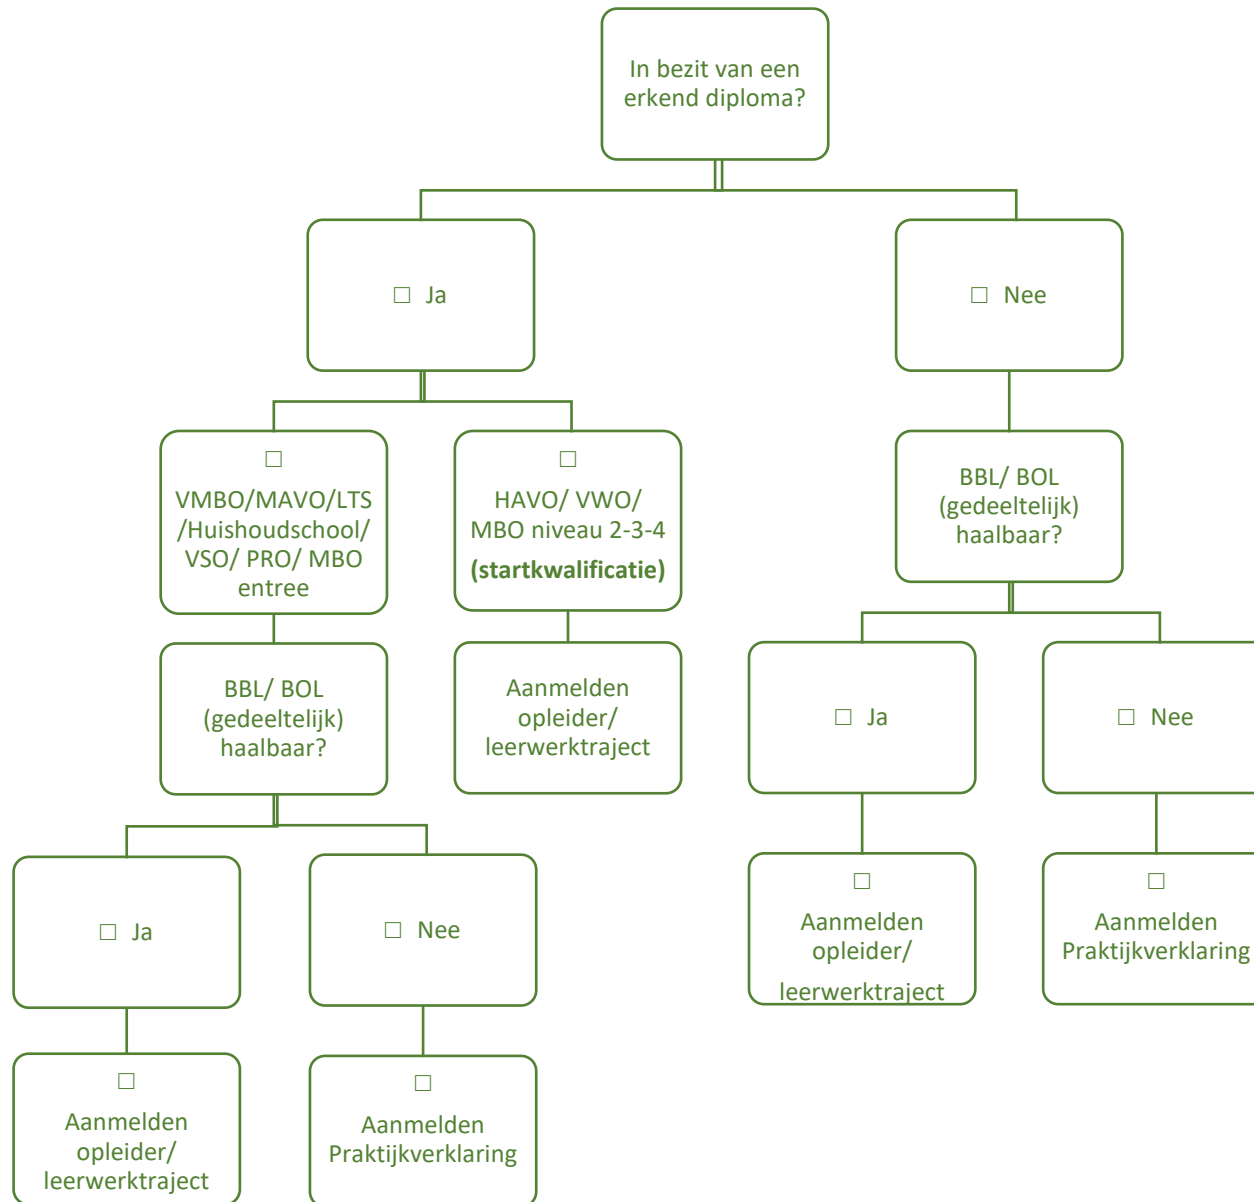 In bezit van een
erkend diploma?
☐ Ja
☐ Nee
☐
VMBO/MAVO/LTS
/Huishoudschool/
VSO/ PRO/ MBO
entree
☐
HAVO/ VWO/
MBO niveau 2-3-4
(startkwalificatie)
BBL/ BOL
(gedeeltelijk)
haalbaar?
BBL/ BOL
(gedeeltelijk)
haalbaar?
Aanmelden
opleider/
leerwerktraject
☐ Ja
☐ Nee
☐ Ja
☐ Nee
☐
Aanmelden
opleider/
leerwerktraject
☐
Aanmelden
Praktijkverklaring
☐
Aanmelden
opleider/
leerwerktraject
☐
Aanmelden
Praktijkverklaring